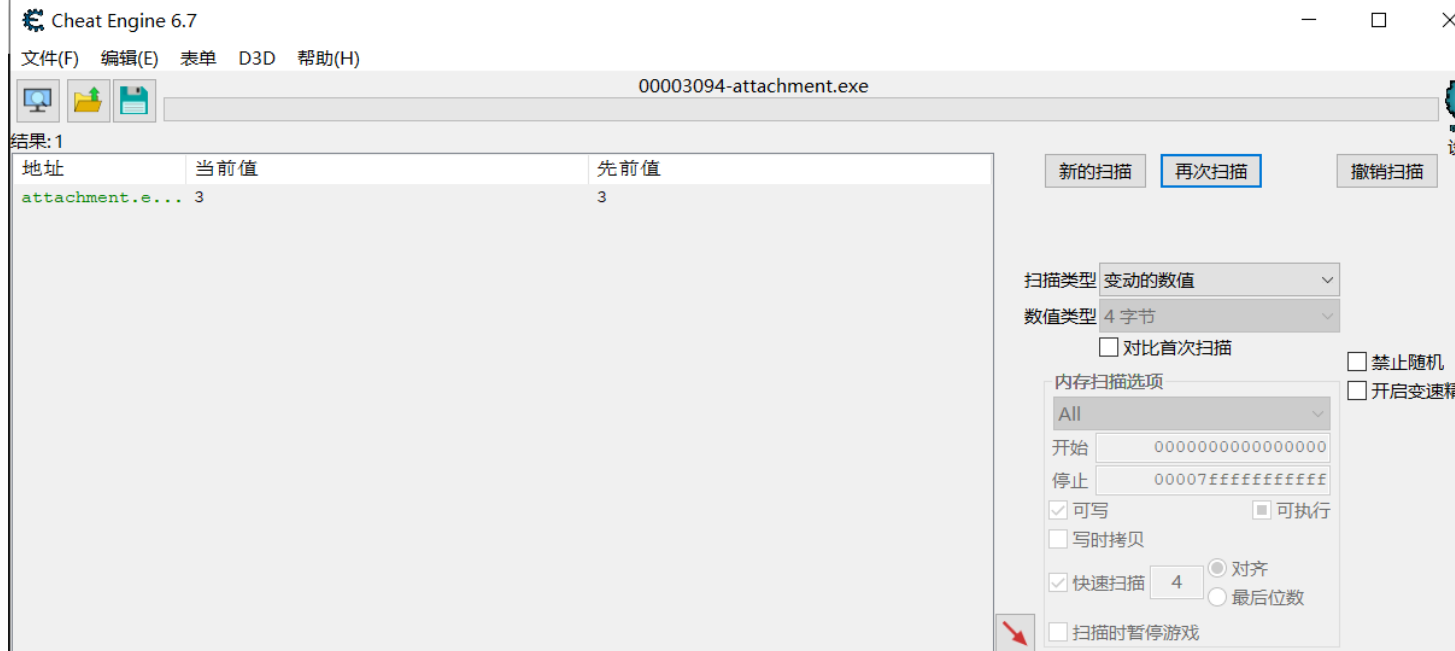 Cheat Engine 6.7
文件(F) 编辑(E) 表单 D3D 帮助(H)
00003094-attachment.exe
结果:1
地址 当前值 先前值
attachment.e... 3 3
新的扫描 再次扫描 撤销扫描
扫描类型 变动的数值
数值类型 4 字节
对比首次扫描
禁止随机
内存扫描选项
开启变速
All
开始 0000000000000000
停止 00007fffffffffff
可写 可执行
写时拷贝
快速扫描 4 对齐
最后位数
扫描时暂停游戏